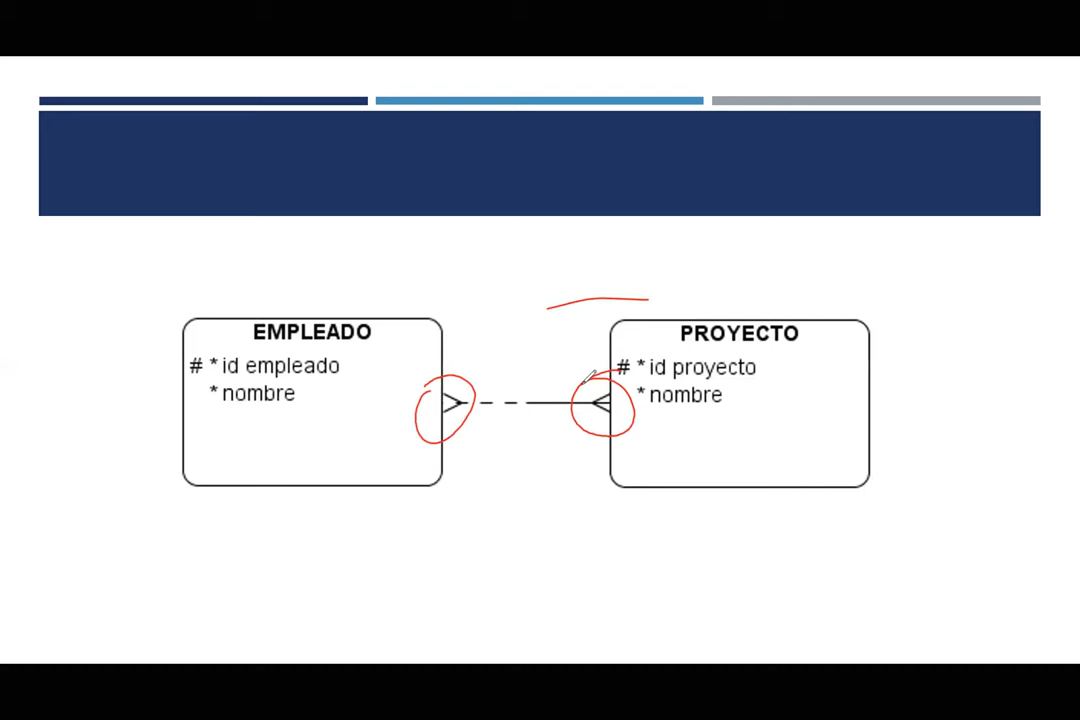 EMPLEADO
# * id empleado
* nombre
PROYECTO
# * id proyecto
* nombre